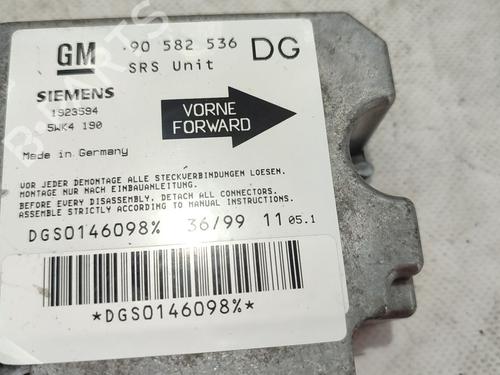 GM 90 582 536 DG
SRS Unit
SIEMENS
1923594
5WK4 190
VORNE
FORWARD
Made in Germany
VOR JEDER DEMONTAGE ALLE STECKVERBINDUNGEN LOESEN.
MONTAGE NUR NACH EINBAUANLEITUNG.
BEFORE EVERY DISASSEMBLY, DETACH ALL CONNECTORS.
ASSEMBLE STRICTLY ACCORDING TO MANUAL INSTRUCTIONS.
DGS0146098% 36/99 11 05.1
*DGS0146098%*